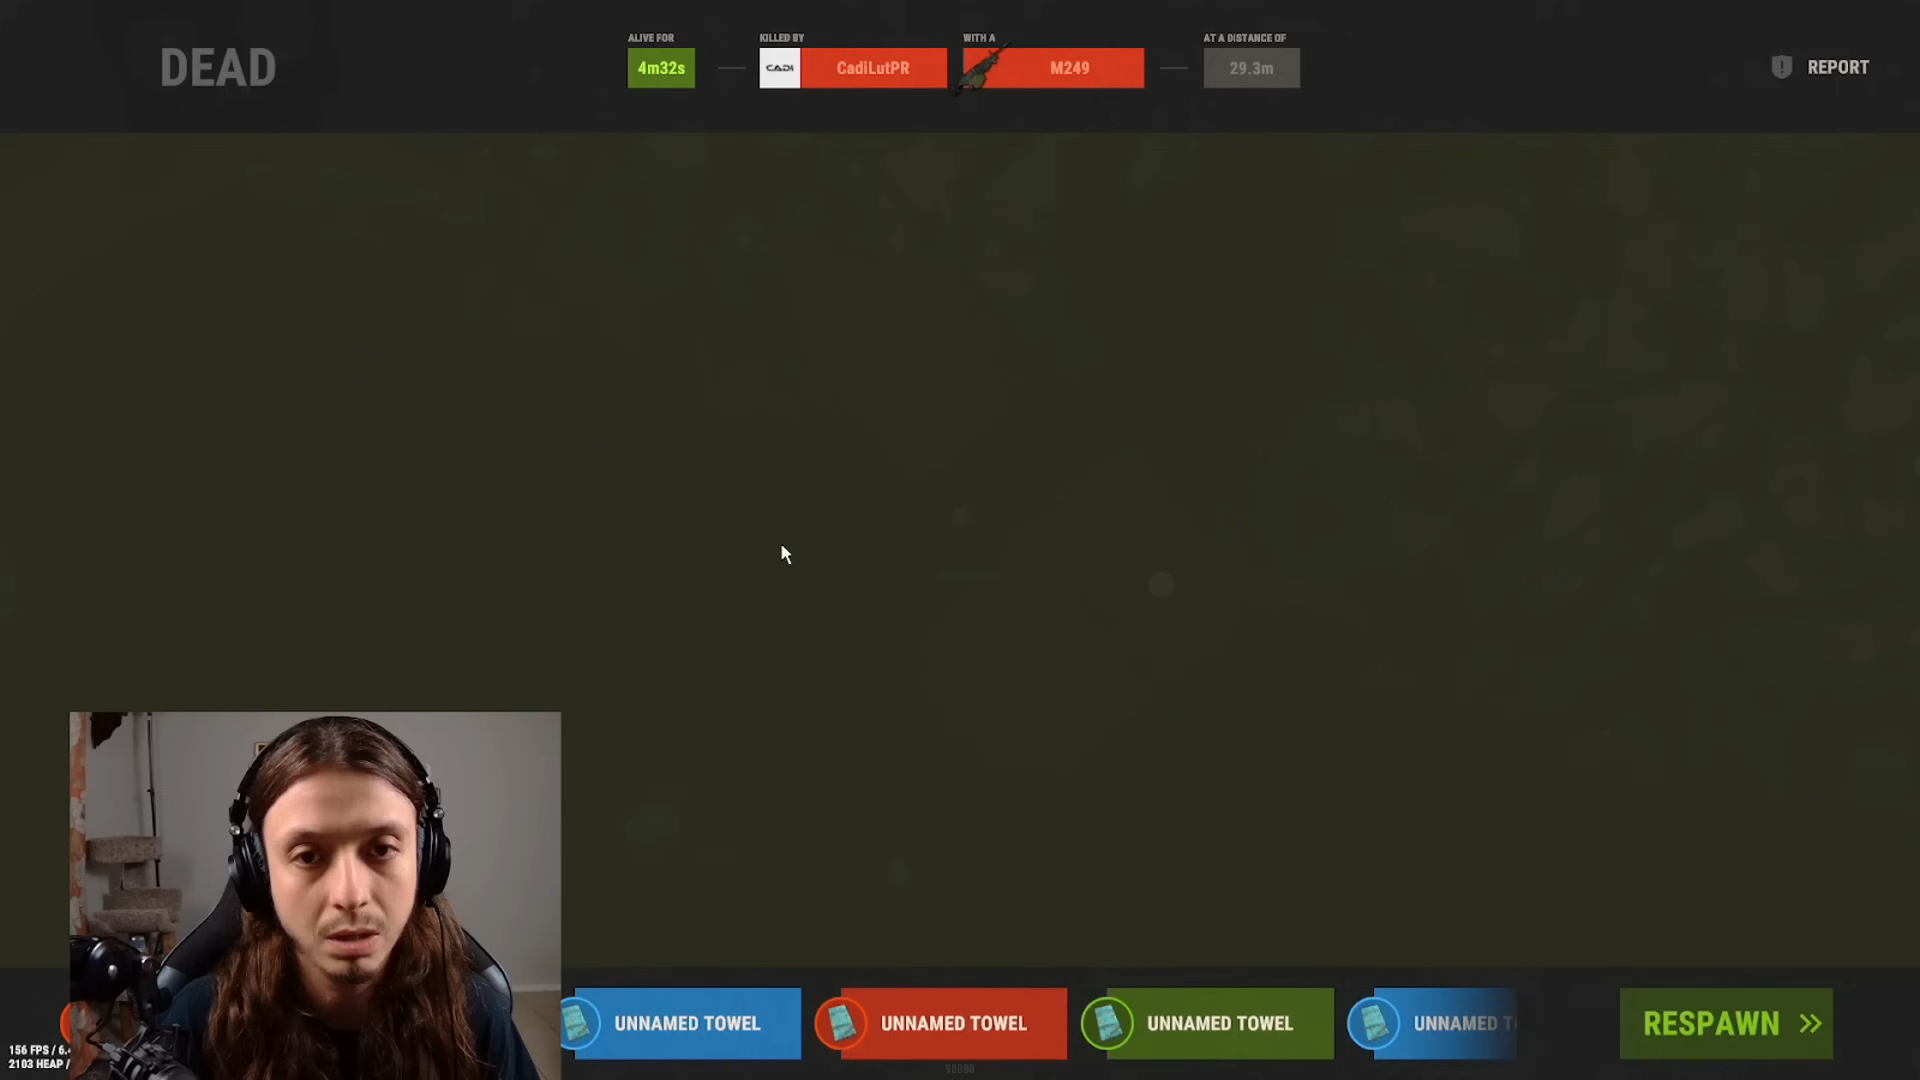 DEAD
ALIVE FOR
4m32s
KILLED BY
CADI
CadiLutPR
WITH A
M249
AT A DISTANCE OF
29.3m
REPORT
UNNAMED TOWEL
UNNAMED TOWEL
UNNAMED TOWEL
UNNAMED T
RESPAWN >>
156 FPS / 6.
2103 HEAP /